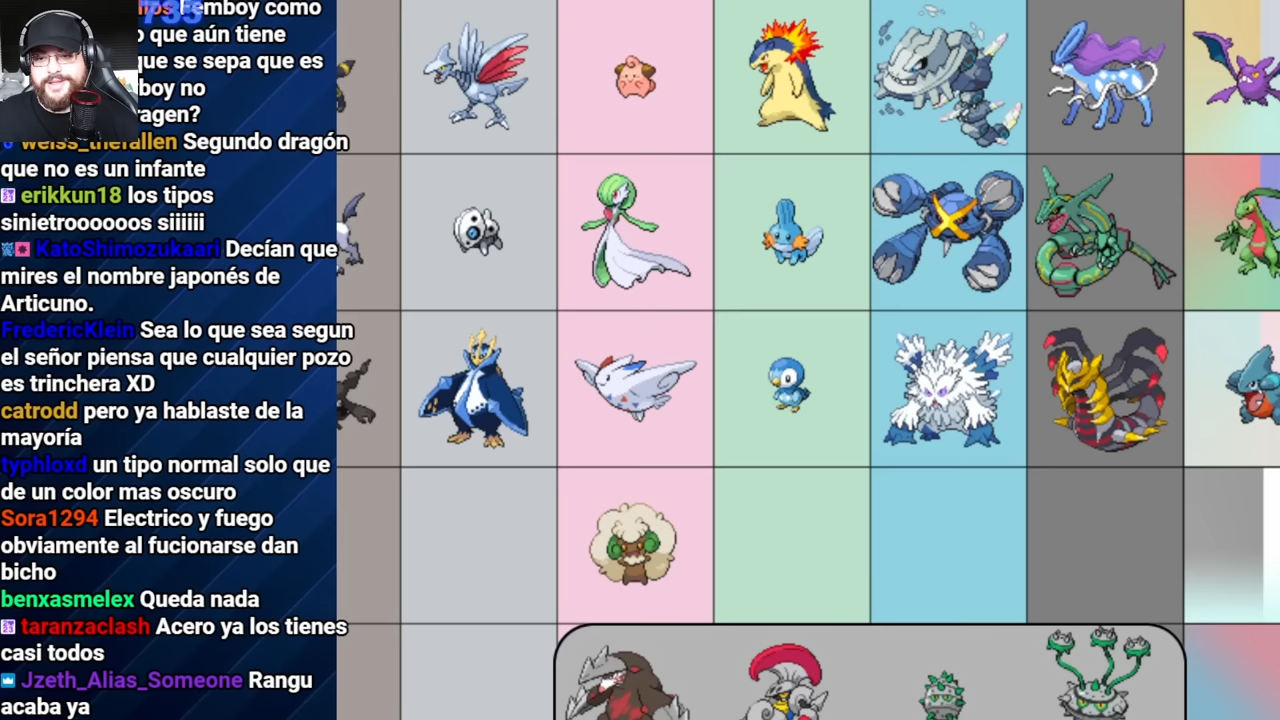 Femboy como
o que aún tiene
que se sepa que es
boy no
ragen?
weiss_thefallen Segundo dragón
que no es un infante
erikkun18 los tipos
sinietroooooos siiiiii
KatoShimozukaari Decían que
mires el nombre japonés de
Articuno.
FredericKlein Sea lo que sea segun
el señor piensa que cualquier pozo
es trinchera XD
catrodd pero ya hablaste de la
mayoría
typhloxd un tipo normal solo que
de un color mas oscuro
Sora1294 Electrico y fuego
obviamente al fucionarse dan
bicho
benxasmelex Queda nada
taranzaclash Acero ya los tienes
casi todos
Jzeth_Alias_Someone Rangu
acaba ya